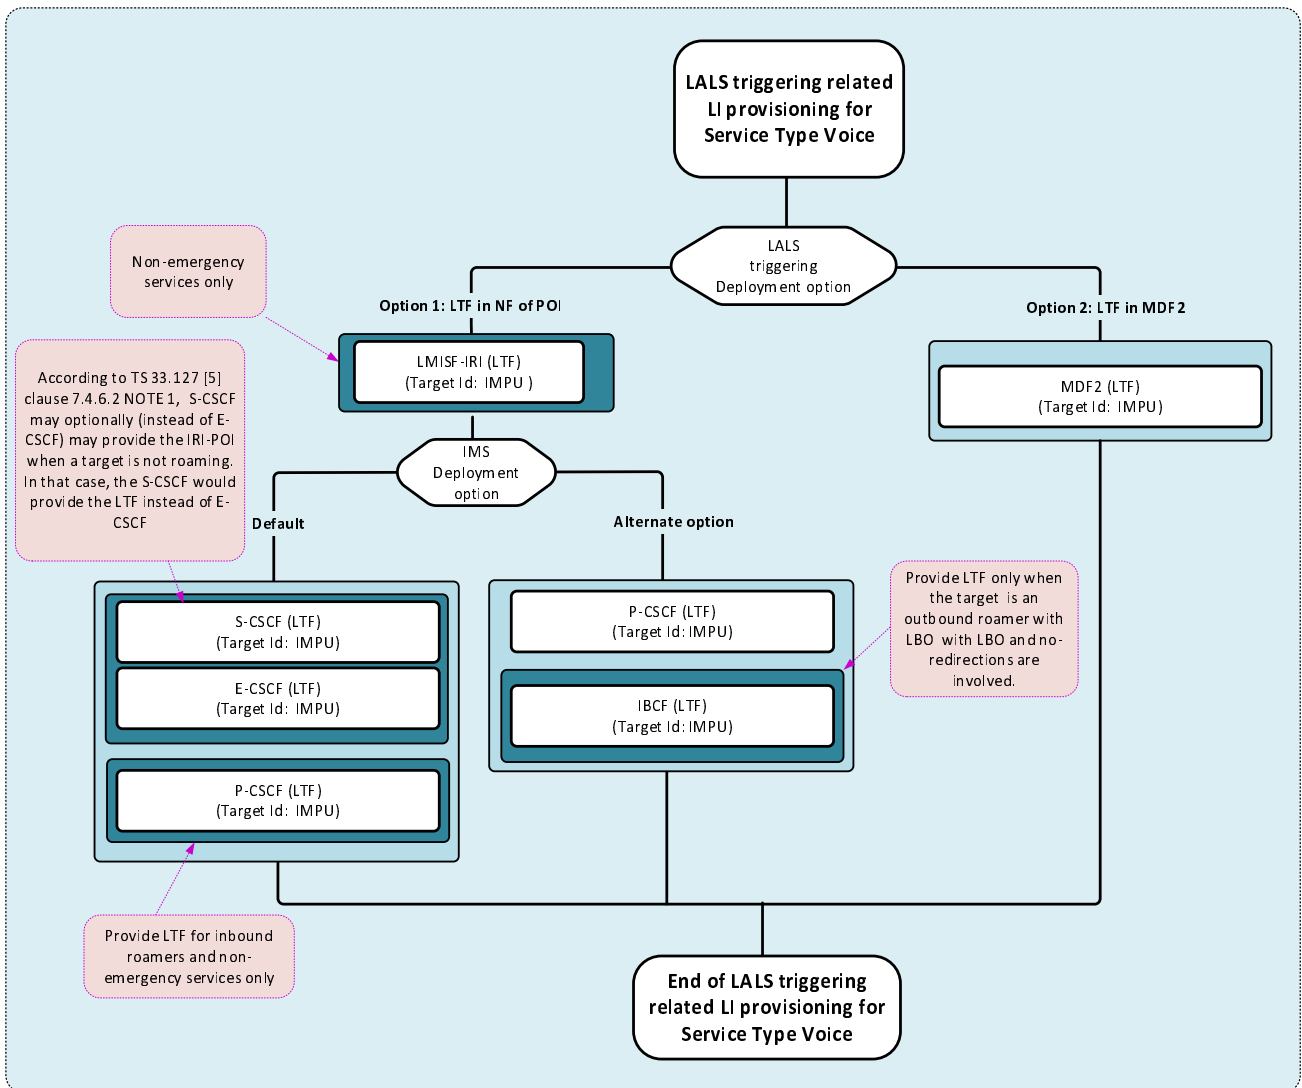 LALS triggering related
LI provisioning for
Service Type Voice
LALS
triggering
Deployment option
Non-emergency
services only
Option 1: LTF in NF of POI
Option 2: LTF in MDF2
LMISF-IRI (LTF)
(Target Id: IMPU )
MDF2 (LTF)
(Target Id: IMPU)
According to TS 33.127 [5]
clause 7.4.6.2 NOTE 1, S-CSCF
may optionally (instead of E-
CSCF) may provide the IRI-POI
when a target is not roaming.
In that case, the S-CSCF would
provide the LTF instead of E-
CSCF
IMS
Deployment
option
Default
Alternate option
S-CSCF (LTF)
(Target Id: IMPU)
E-CSCF (LTF)
(Target Id: IMPU)
P-CSCF (LTF)
(Target Id: IMPU)
P-CSCF (LTF)
(Target Id: IMPU)
IBCF (LTF)
(Target Id: IMPU)
Provide LTF only when
the target is an
outbound roamer with
LBO with LBO and no-
redirections are
involved.
Provide LTF for inbound
roamers and non-
emergency services only
End of LALS triggering
related LI provisioning for
Service Type Voice